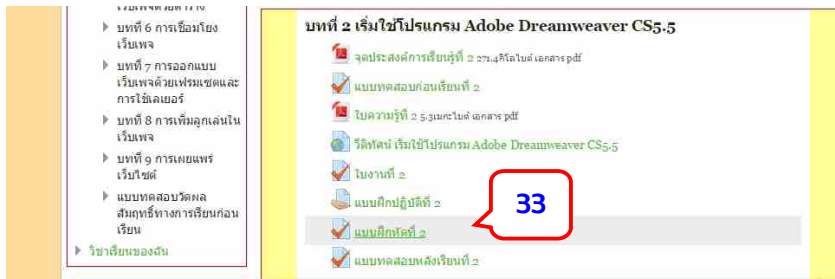 เว็บเพจด้วยตาราง
บทที่ 6 การเชื่อมโยง
เว็บเพจ
บทที่ 7 การออกแบบ
เว็บเพจด้วยเฟรมเซตและ
การใช้เลเยอร์
บทที่ 8 การเพิ่มลูกเล่นใน
เว็บเพจ
บทที่ 9 การเผยแพร่
เว็บไซต์
แบบทดสอบวัดผล
สัมฤทธิ์ทางการเรียนก่อน
เรียน
วิชาเรียนของฉัน
บทที่ 2 เริ่มใช้โปรแกรม Adobe Dreamweaver CS5.5
จุดประสงค์การเรียนรู้ที่ 2 271.4กิโลไบต์ เอกสาร pdf
แบบทดสอบก่อนเรียนที่ 2
ใบความรู้ที่ 2 5.3เมกะไบต์ เอกสาร pdf
วีดิทัศน์ เริ่มใช้โปรแกรม Adobe Dreamweaver CS5.5
ใบงานที่ 2
แบบฝึกปฏิบัติที่ 2
33
แบบฝึกหัดที่ 2
แบบทดสอบหลังเรียนที่ 2